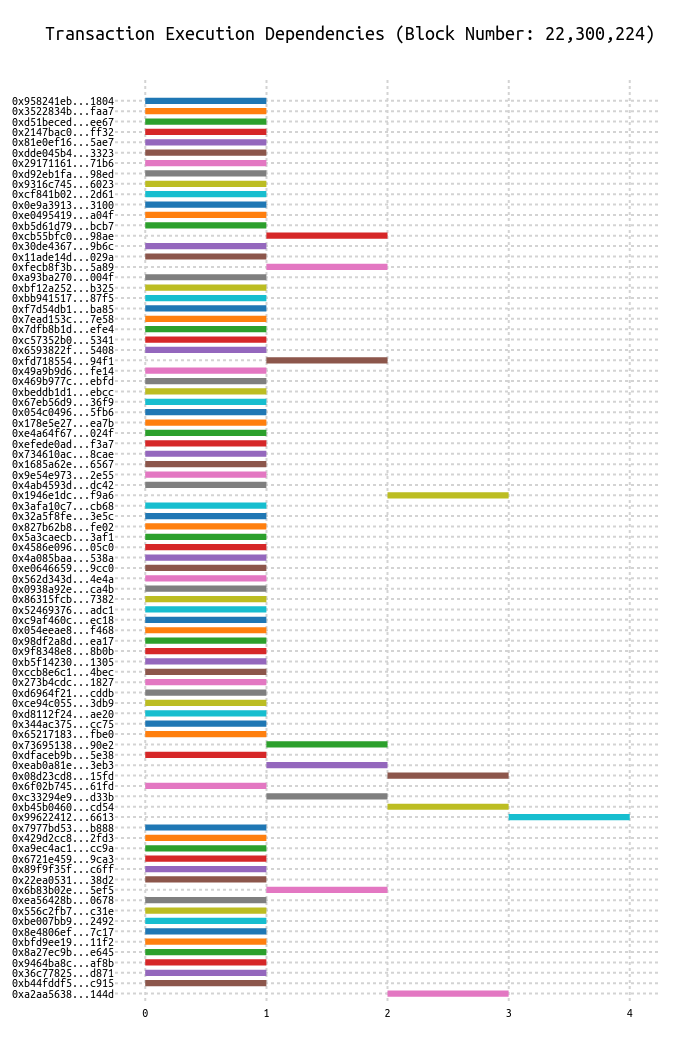 Transaction Execution Dependencies (Block Number: 22,300,224)
0x958241eb...1804
0x3522834b...faa7
0xd51beced...ee67
0x2147bac0...ff32
0x81e0ef16...5ae7
0xdde045b4...3323
0x29171161...71b6
0xd92eb1fa...98ed
0x9316c745...6023
0xcf841b02...2d61
0x0e9a3913...3100
0xe0495419...a04f
0xb5d61d79...bcb7
0xcb55bfc0...98ae
0x30de4367...9b6c
0x11ade14d...029a
0xfecb8f3b...5a89
0xa93ba270...004f
0xbf12a252...b325
0xbb941517...87f5
0xf7d54db1...ba85
0x7ead153c...7e58
0x7dfb8b1d...efe4
0xc57352b0...5341
0x6593822f...5408
0xfd718554...94f1
0x49a9b9d6...fe14
0x469b977c...ebfd
0xbeddb1d1...ebcc
0x67eb56d9...36f9
0x054c0496...5fb6
0x178e5e27...ea7b
0xe4a64f67...024f
0xefede0ad...f3a7
0x734610ac...8cae
0x1685a62e...6567
0x9e54e973...2e55
0x4ab4593d...dc42
0x1946e1dc...f9a6
0x3afa10c7...cb68
0x32a5f8fe...3e5c
0x827b62b8...fe02
0x5a3caecb...3af1
0x4586e096...05c0
0x4a085baa...538a
0xe0646659...9cc0
0x562d343d...4e4a
0x0938a92e...ca4b
0x86315fcb...7382
0x52469376...adc1
0xc9af460c...ec18
0x054eeae8...f468
0x98df2a8d...ea17
0x9f8348e8...8b0b
0xb5f14230...1305
0xccb8e6c1...4bec
0x273b4cdc...1827
0xd6964f21...cddb
0xce94c055...3db9
0xd8112f24...ae20
0x344ac375...cc75
0x65217183...fbe0
0x73695138...90e2
0xdfaceb9b...5e38
0xeab0a81e...3eb3
0x08d23cd8...15fd
0x6f02b745...61fd
0xc33294e9...d33b
0xb45b0460...cd54
0x99622412...6613
0x7977bd53...b888
0x429d2cc8...2fd3
0xa9ec4ac1...cc9a
0x6721e459...9ca3
0x89f9f35f...c6ff
0x22ea0531...38d2
0x6b83b02e...5ef5
0xea56428b...0678
0x556c2fb7...c31e
0xbe007bb9...2492
0x8e4806ef...7c17
0xbfd9ee19...11f2
0x8a27ec9b...e645
0x9464ba8c...af8b
0x36c77825...d871
0xb44fddf5...c915
0xa2aa5638...144d
0 1 2 3 4